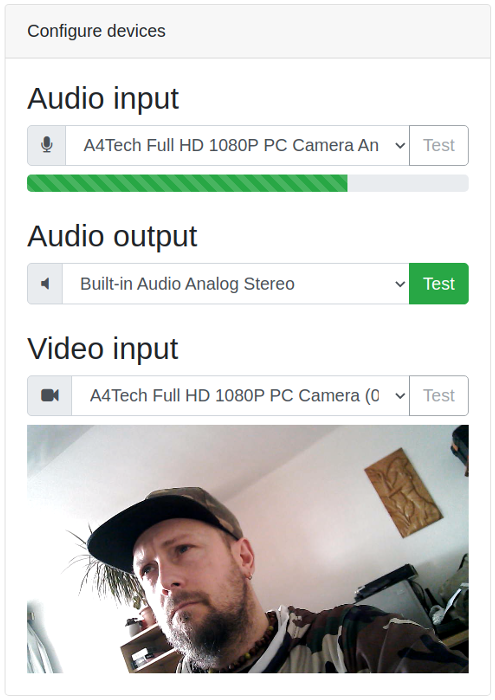 Configure devices
Audio input
A4Tech Full HD 1080P PC Camera An
Test
Audio output
Built-in Audio Analog Stereo
Test
Video input
A4Tech Full HD 1080P PC Camera (0
Test